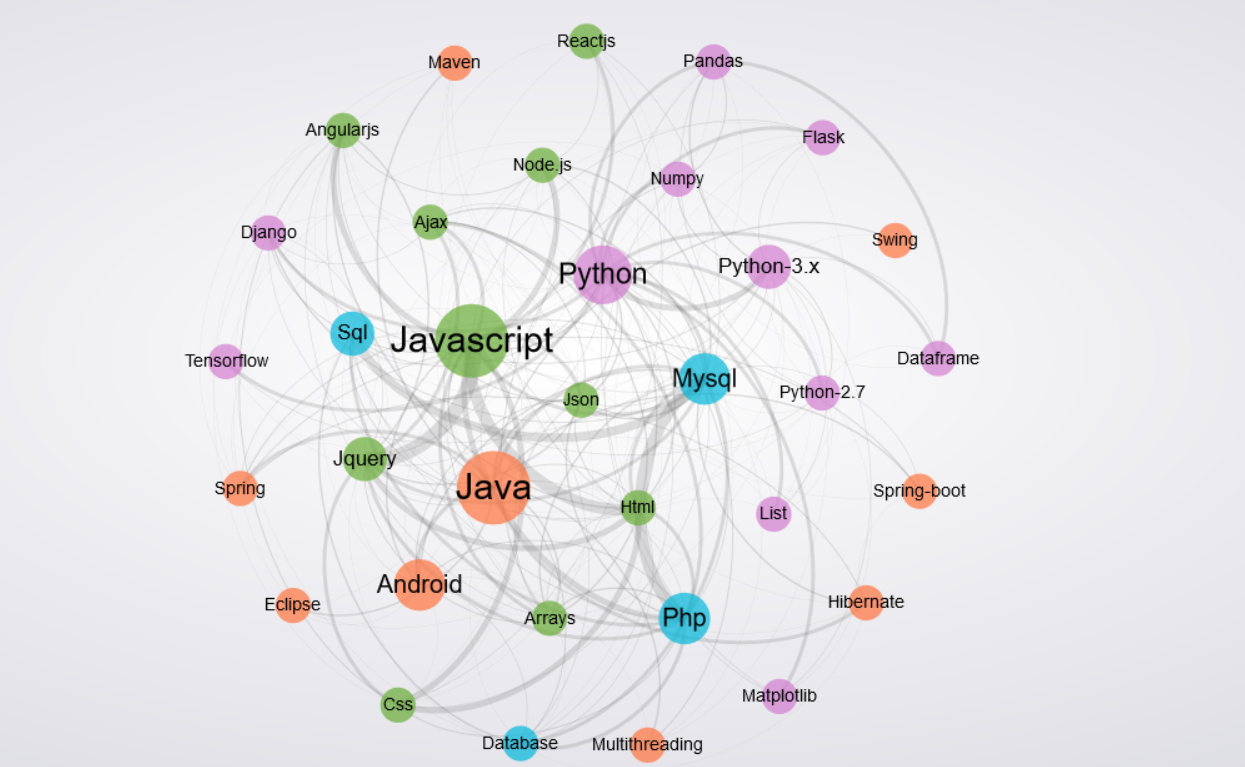 Reactjs
Maven
Pandas
Angularjs
Flask
Node.js
Numpy
Ajax
Django
Swing
Python-3.x
Python
Sql
Javascript
Dataframe
Tensorflow
Mysql
Python-2.7
Json
Jquery
Java
Spring
Spring-boot
Html
List
Android
Hibernate
Eclipse
Arrays
Php
Matplotlib
Css
Database
Multithreading